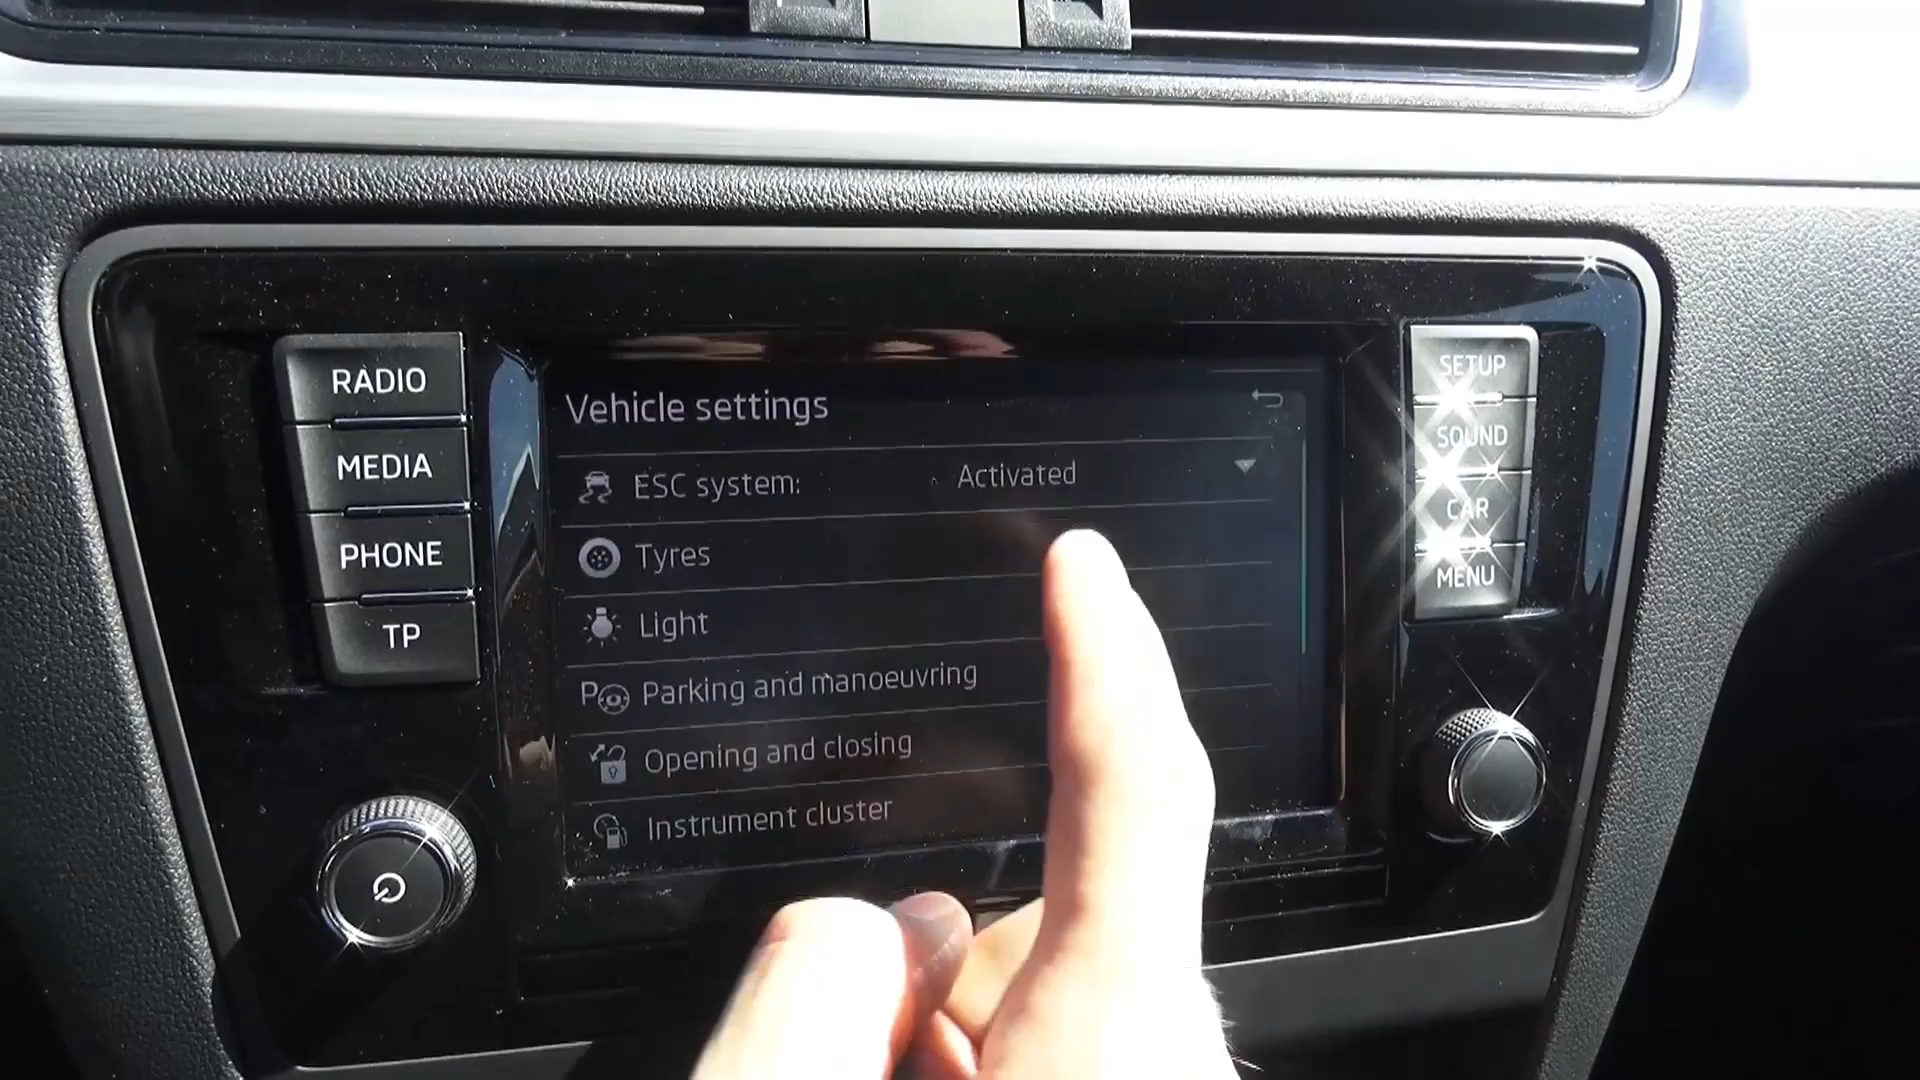 RADIO
MEDIA
PHONE
TP
Vehicle settings
ESC system: Activated
Tyres
Light
Parking and manoeuvring
Opening and closing
Instrument cluster
SETUP
SOUND
CAR
MENU